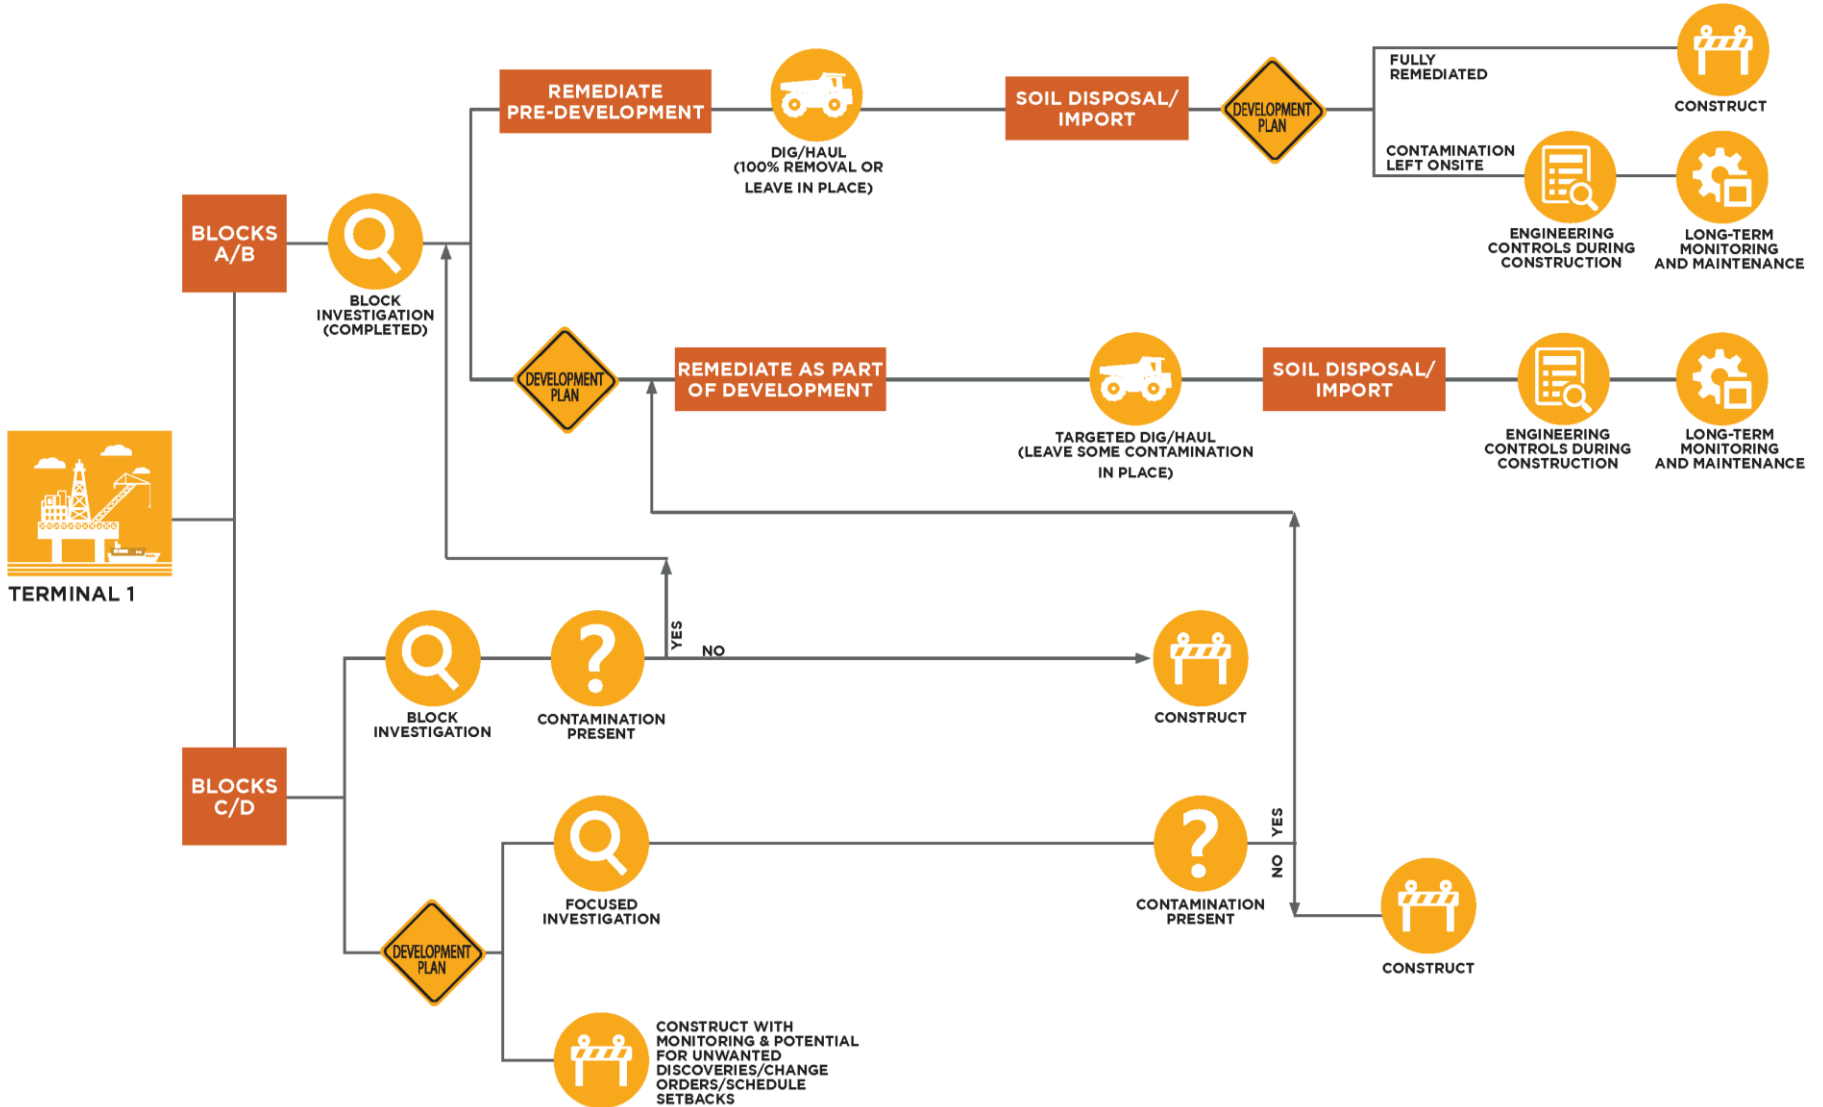 REMEDIATE
PRE-DEVELOPMENT
DIG/HAUL
(100% REMOVAL OR
LEAVE IN PLACE)
SOIL DISPOSAL/
IMPORT
DEVELOPMENT
PLAN
FULLY
REMEDIATED
CONSTRUCT
CONTAMINATION
LEFT ONSITE
ENGINEERING
CONTROLS DURING
CONSTRUCTION
LONG-TERM
MONITORING
AND MAINTENANCE
BLOCKS
A/B
BLOCK
INVESTIGATION
(COMPLETED)
DEVELOPMENT
PLAN
REMEDIATE AS PART
OF DEVELOPMENT
TARGETED DIG/HAUL
(LEAVE SOME CONTAMINATION
IN PLACE)
SOIL DISPOSAL/
IMPORT
ENGINEERING
CONTROLS DURING
CONSTRUCTION
LONG-TERM
MONITORING
AND MAINTENANCE
TERMINAL 1
BLOCK
INVESTIGATION
CONTAMINATION
PRESENT
YES
NO
CONSTRUCT
BLOCKS
C/D
FOCUSED
INVESTIGATION
CONTAMINATION
PRESENT
YES
NO
CONSTRUCT
DEVELOPMENT
PLAN
CONSTRUCT WITH
MONITORING & POTENTIAL
FOR UNWANTED
DISCOVERIES/CHANGE
ORDERS/SCHEDULE
SETBACKS